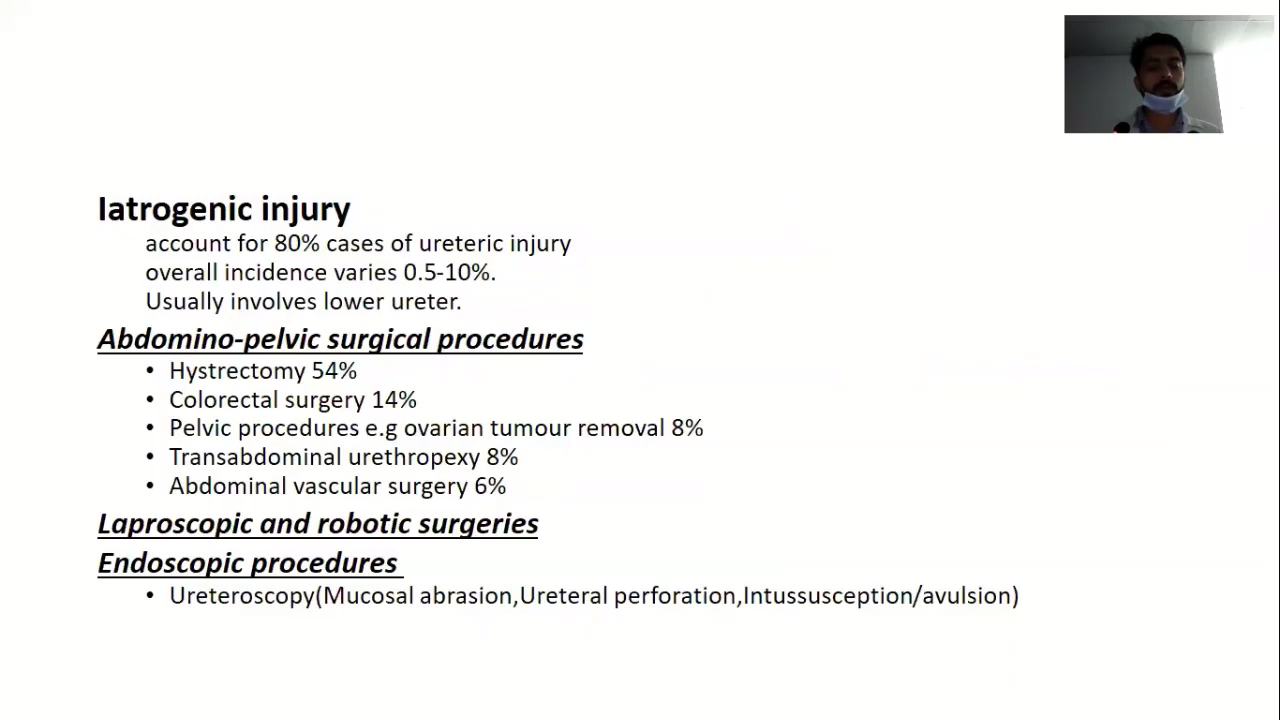 Iatrogenic injury
account for 80% cases of ureteric injury
overall incidence varies 0.5-10%.
Usually involves lower ureter.
Abdomino-pelvic surgical procedures
• Hystrectomy 54%
• Colorectal surgery 14%
• Pelvic procedures e.g ovarian tumour removal 8%
• Transabdominal urethropexy 8%
• Abdominal vascular surgery 6%
Laproscopic and robotic surgeries
Endoscopic procedures
• Ureteroscopy(Mucosal abrasion,Ureteral perforation,Intussusception/avulsion)